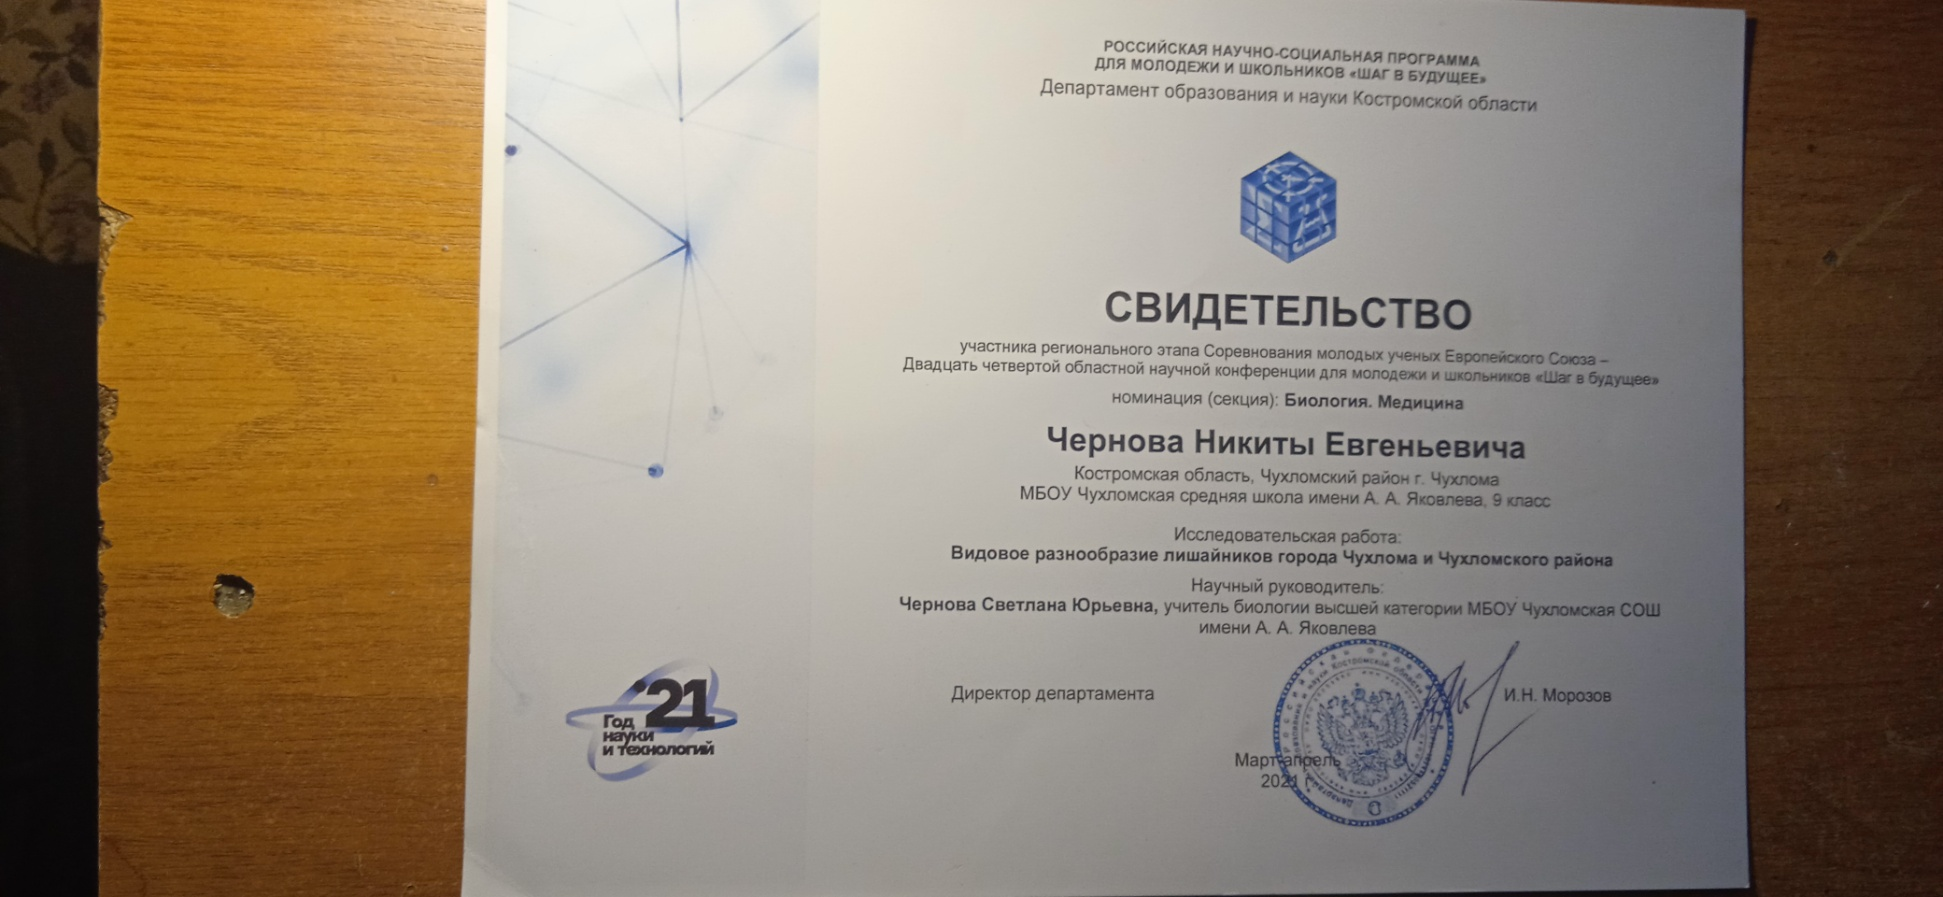 РОССИЙСКАЯ НАУЧНО-СОЦИАЛЬНАЯ ПРОГРАММА
ДЛЯ МОЛОДЕЖИ И ШКОЛЬНИКОВ «ШАГ В БУДУЩЕЕ»
Департамент образования и науки Костромской области
СВИДЕТЕЛЬСТВО
участника регионального этапа Соревнования молодых ученых Европейского Союза –
Двадцать четвертой областной научной конференции для молодежи и школьников «Шаг в будущее»
номинация (секция): Биология. Медицина
Чернова Никиты Евгеньевича
Костромская область, Чухломский район г. Чухлома
МБОУ Чухломская средняя школа имени А. А. Яковлева, 9 класс
Исследовательская работа:
Видовое разнообразие лишайников города Чухлома и Чухломского района
Научный руководитель:
Чернова Светлана Юрьевна, учитель биологии высшей категории МБОУ Чухломская СОШ
имени А. А. Яковлева
Директор департамента
И.Н. Морозов
Март-апрель
2021 г.
'21
Год
науки
и технологий